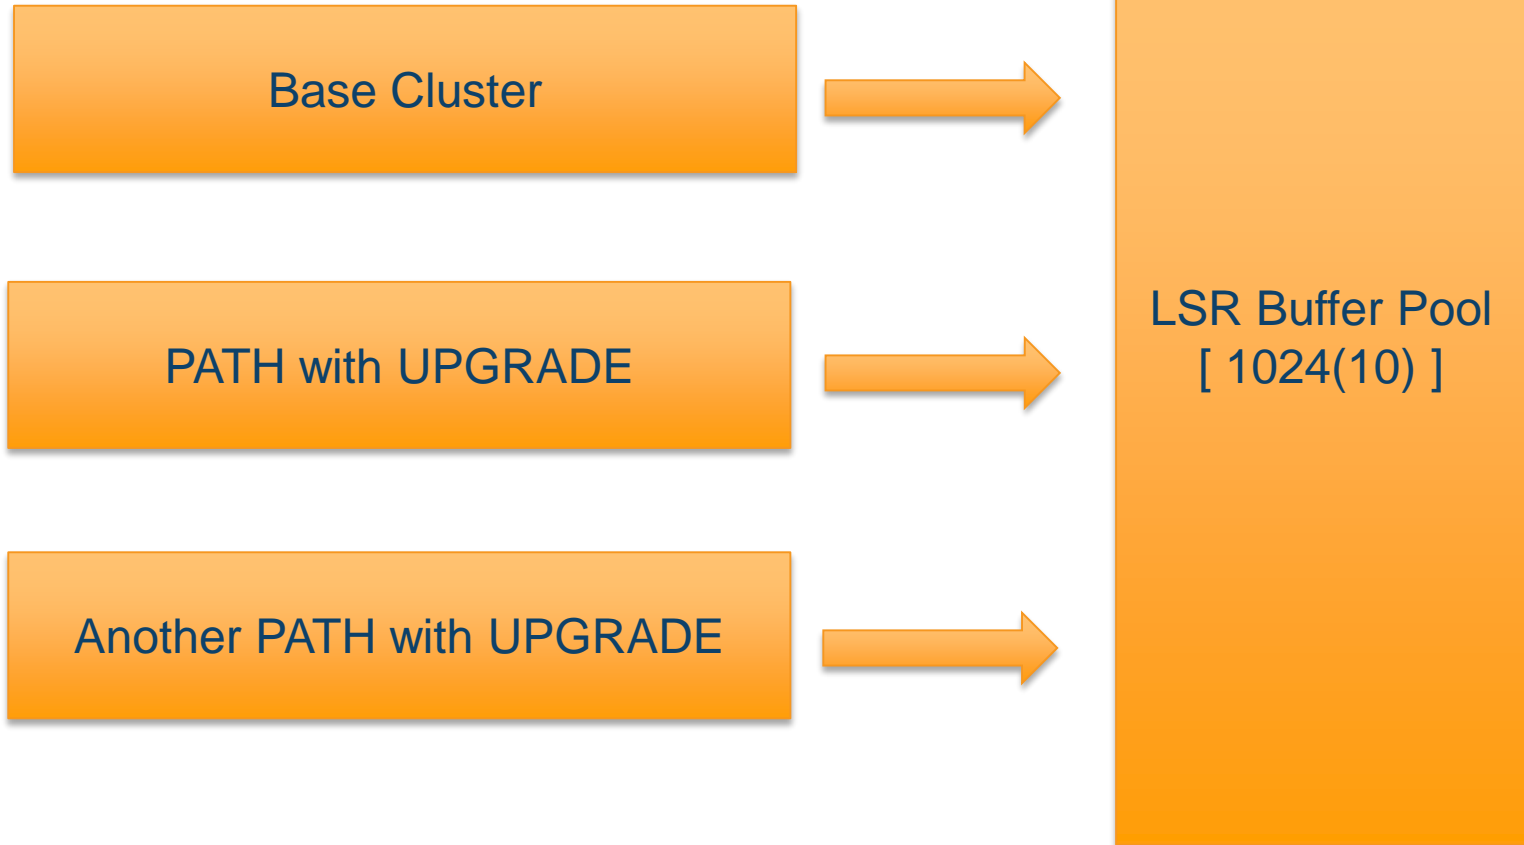 Base Cluster
PATH with UPGRADE
Another PATH with UPGRADE
LSR Buffer Pool
[ 1024(10) ]